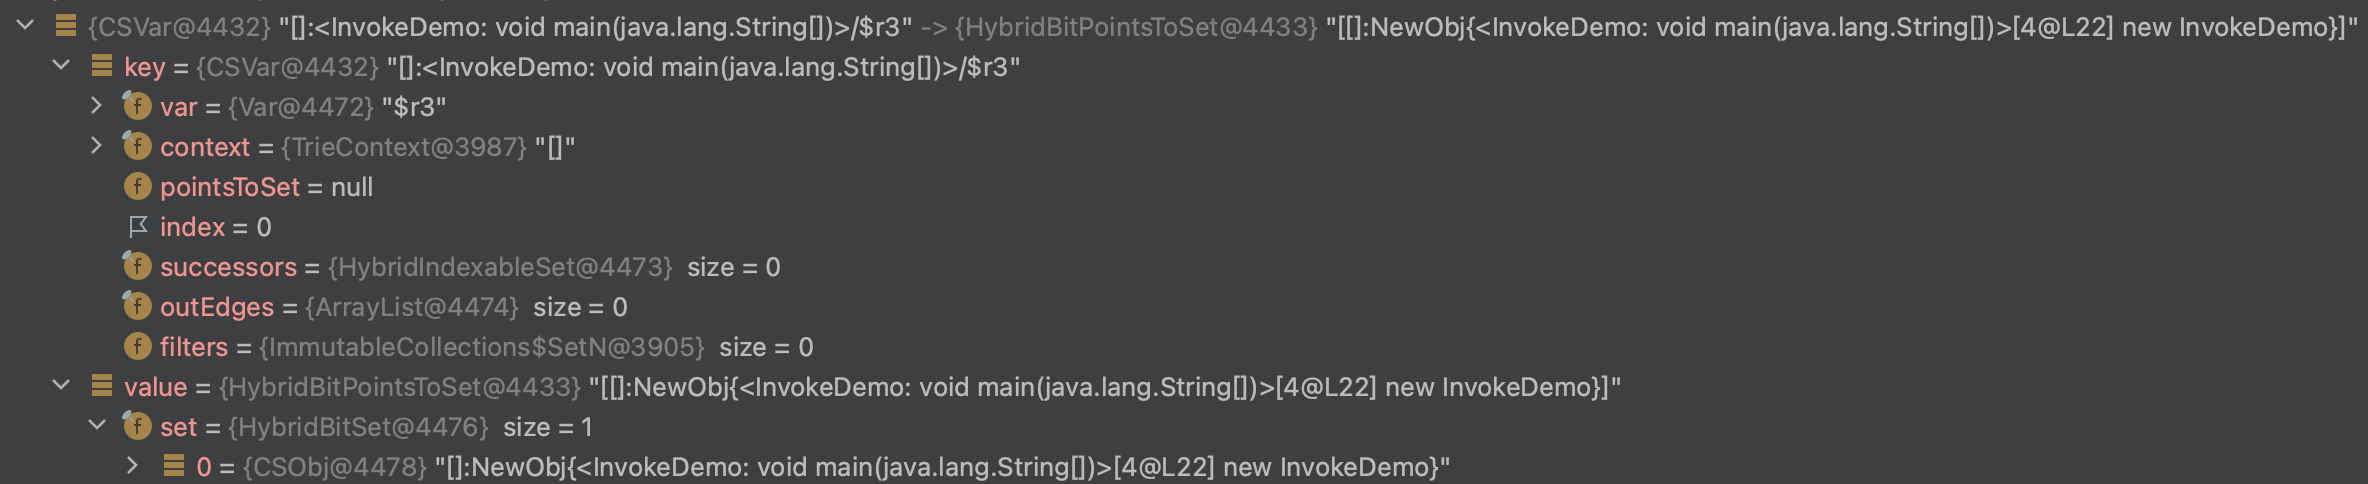 {CSVar@4432} "[]:<InvokeDemo: void main(java.lang.String[])>/$r3" -> {HybridBitPointsToSet@4433} "[[]:NewObj{<InvokeDemo: void main(java.lang.String[])>[4@L22] new InvokeDemo}]"
key = {CSVar@4432} "[]:<InvokeDemo: void main(java.lang.String[])>/$r3"
f var = {Var@4472} "$r3"
f context = {TrieContext@3987} "[]"
f pointsToSet = null
index = 0
f successors = {HybridIndexableSet@4473} size = 0
f outEdges = {ArrayList@4474} size = 0
f filters = {ImmutableCollections$SetN@3905} size = 0
value = {HybridBitPointsToSet@4433} "[[]:NewObj{<InvokeDemo: void main(java.lang.String[])>[4@L22] new InvokeDemo}]"
f set = {HybridBitSet@4476} size = 1
0 = {CSObj@4478} "[]:NewObj{<InvokeDemo: void main(java.lang.String[])>[4@L22] new InvokeDemo}"